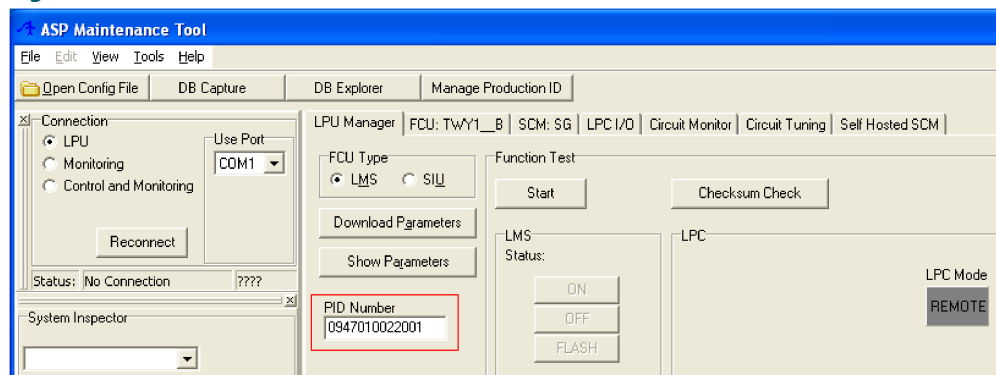 ASP Maintenance Tool
File Edit View Tools Help
Open Config File DB Capture DB Explorer Manage Production ID
Connection
LPU
Monitoring
Control and Monitoring
Use Port
COM1
Reconnect
Status: No Connection ????
System Inspector
LPU Manager FCU: TWY1__B SCM: SG LPC I/O Circuit Monitor Circuit Tuning Self Hosted SCM
FCU Type
LMS SIU
Download Parameters
Show Parameters
PID Number
0947010022001
Function Test
Start Checksum Check
LMS
Status:
ON
OFF
FLASH
LPC
LPC Mode
REMOTE